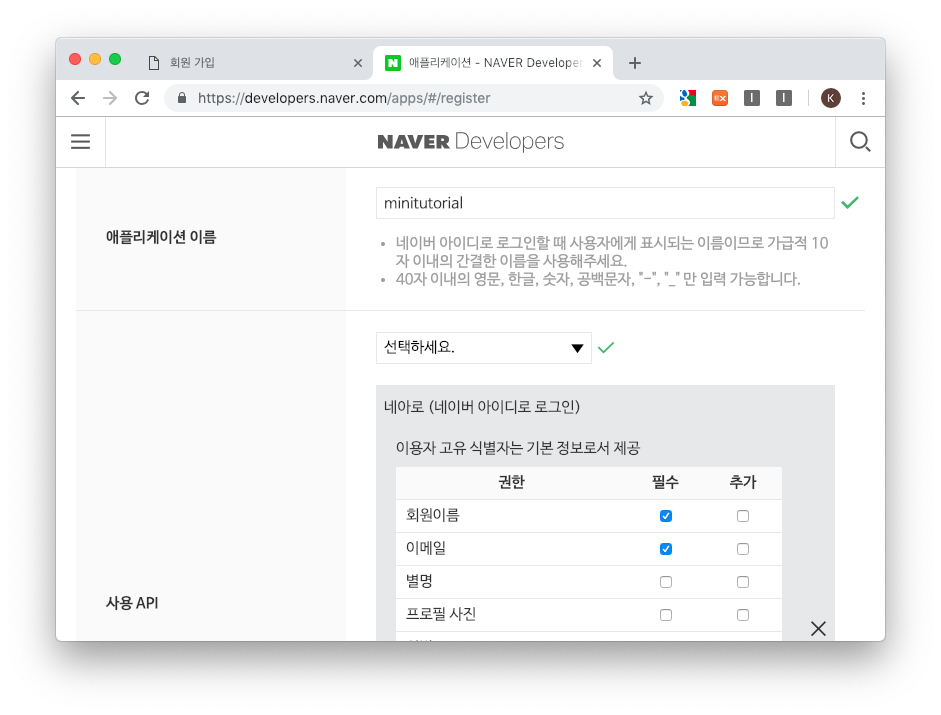 회원 가입
애플리케이션 - NAVER Developer
https://developers.naver.com/apps/#/register
K
NAVER Developers
애플리케이션 이름
minitutorial
• 네이버 아이디로 로그인할 때 사용자에게 표시되는 이름이므로 가급적 10
자 이내의 간결한 이름을 사용해주세요.
• 40자 이내의 영문, 한글, 숫자, 공백문자, "-", "_" 만 입력 가능합니다.
사용 API
선택하세요.
네아로 (네이버 아이디로 로그인)
이용자 고유 식별자는 기본 정보로서 제공
권한 필수 추가
회원이름
이메일
별명
프로필 사진